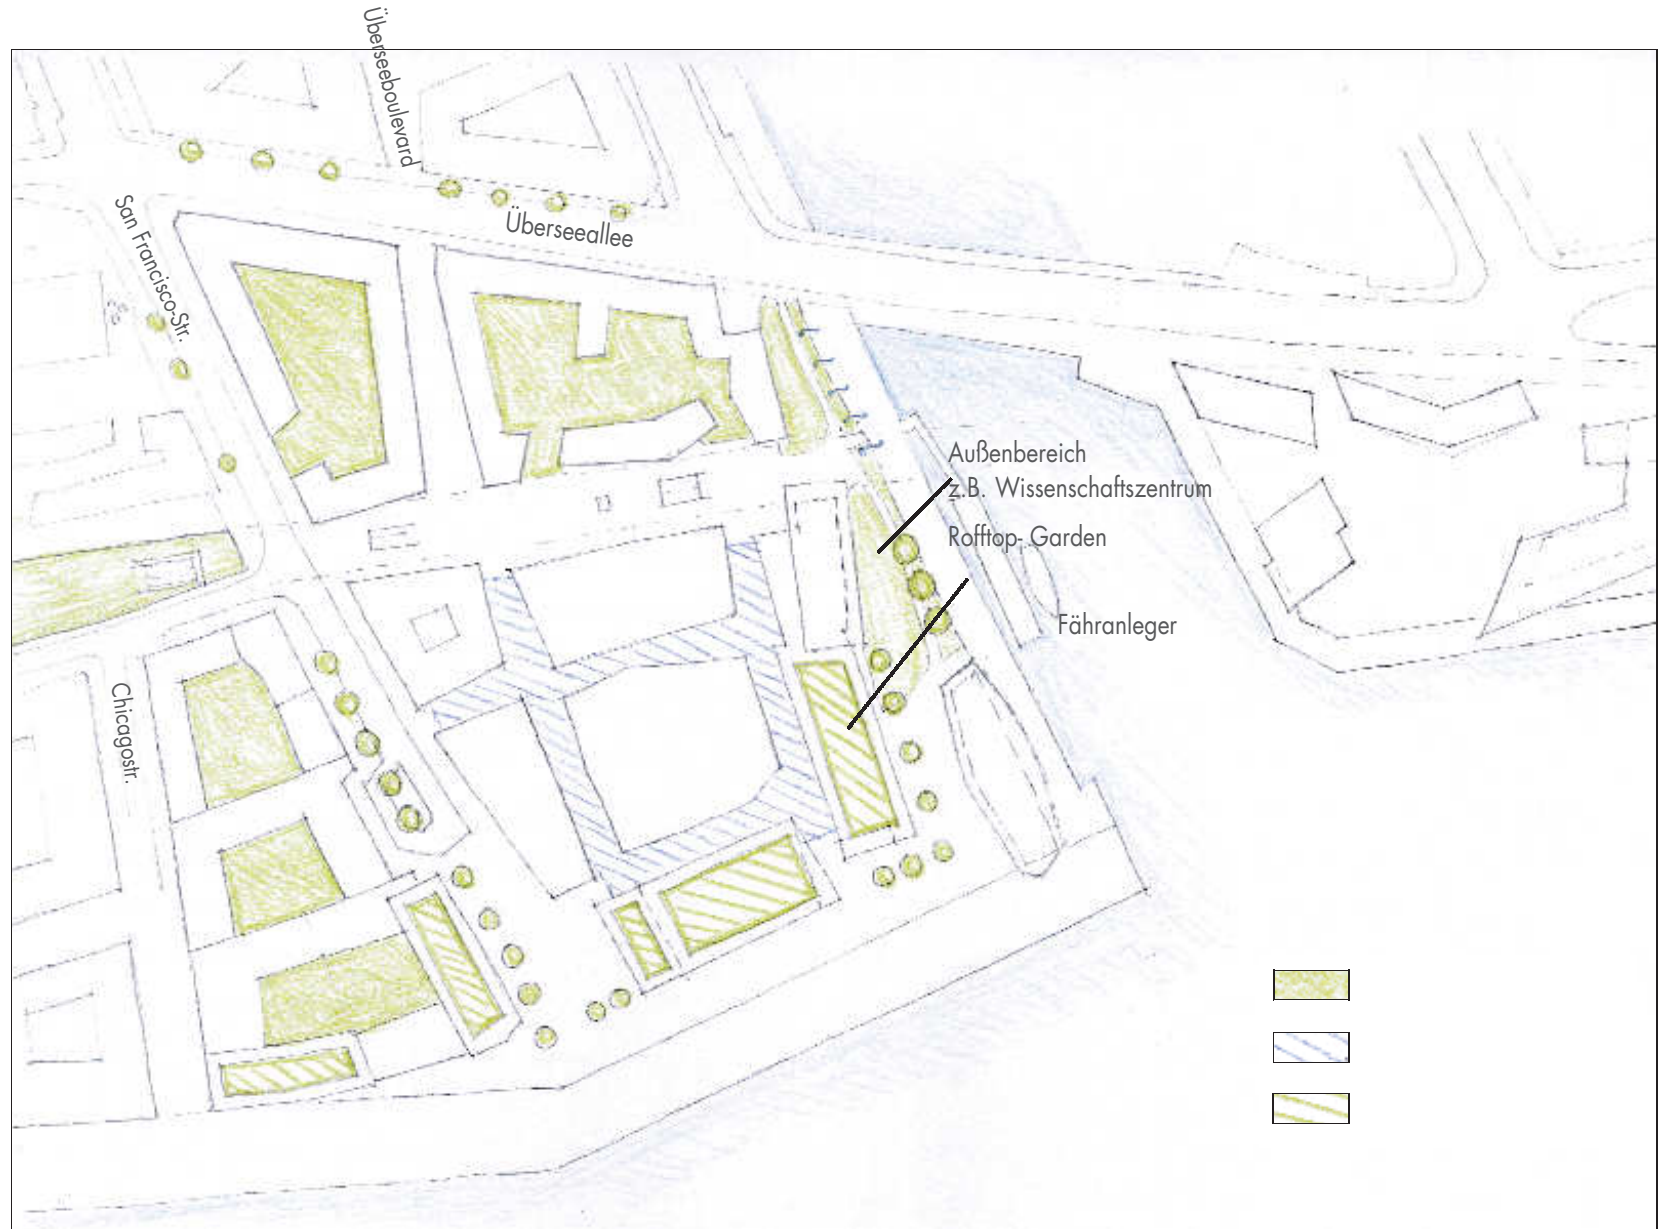 Überseeboulevard
Überseeallee
San Francisco-Str.
Außenbereich
z.B. Wissenschaftszentrum
Rofftop- Garden
Fähranleger
Chicagostr.